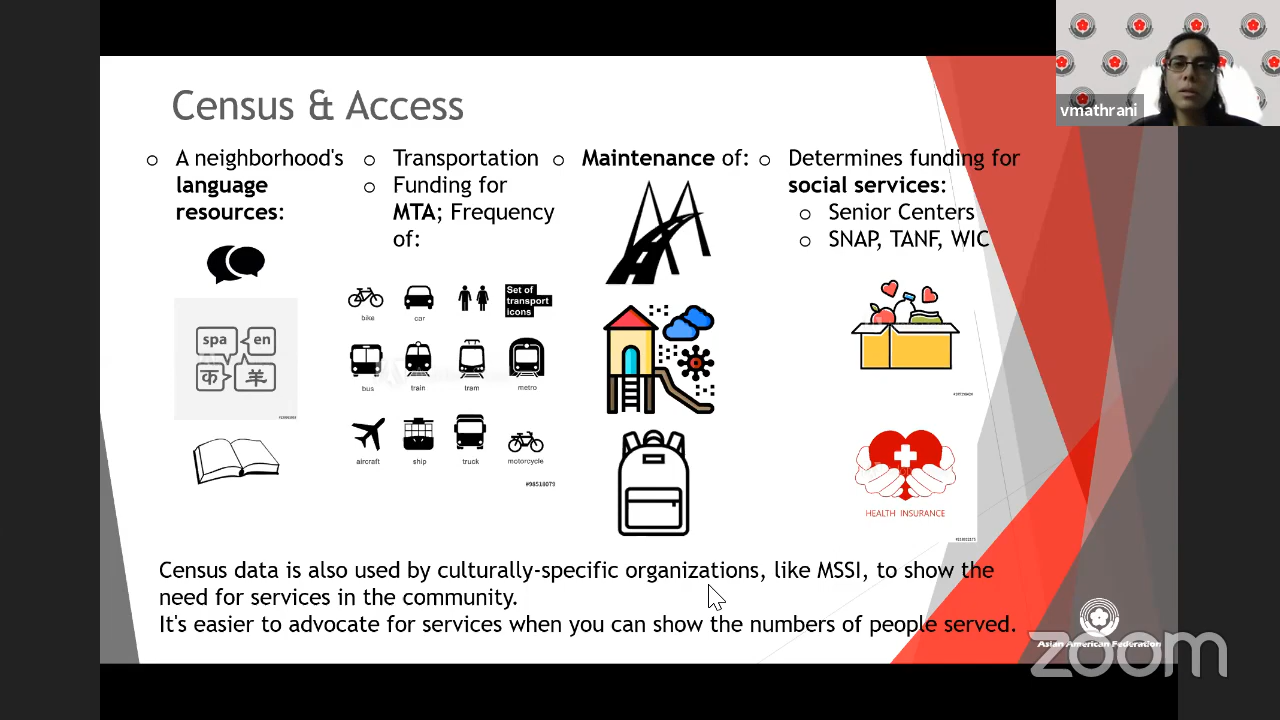 Census & Access
vmathrani
○ A neighborhood's
language
resources:
spa
en
क
羊
○ Transportation
○ Funding for
MTA; Frequency
of:
Set of
transport
icons
bike
car
bus
train
tram
metro
aircraft
ship
truck
motorcycle
#98518079
○ Maintenance of:
○ Determines funding for
social services:
○ Senior Centers
○ SNAP, TANF, WIC
HEALTH INSURANCE
Census data is also used by culturally-specific organizations, like MSSI, to show the
need for services in the community.
It's easier to advocate for services when you can show the numbers of people served.
Asian American Federation
zoom